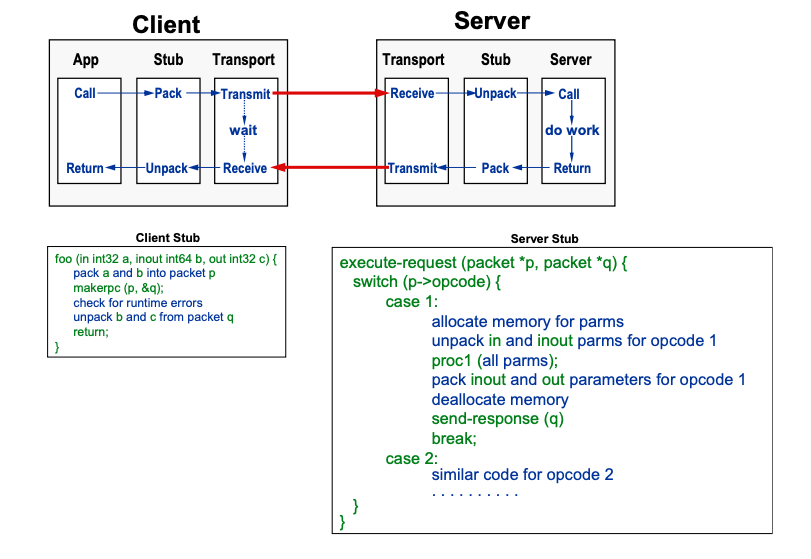 Client
Server
App Stub Transport
Transport Stub Server
Call Pack Transmit
Receive Unpack Call
wait
do work
Return Unpack Receive
Transmit Pack Return
Client Stub
foo (in int32 a, inout int64 b, out int32 c) {
pack a and b into packet p
makerpc (p, &q);
check for runtime errors
unpack b and c from packet q
return;
}
Server Stub
execute-request (packet *p, packet *q) {
switch (p->opcode) {
case 1:
allocate memory for parms
unpack in and inout parms for opcode 1
proc1 (all parms);
pack inout and out parameters for opcode 1
deallocate memory
send-response (q)
break;
case 2:
similar code for opcode 2
. . . . . . . . . .
}
}